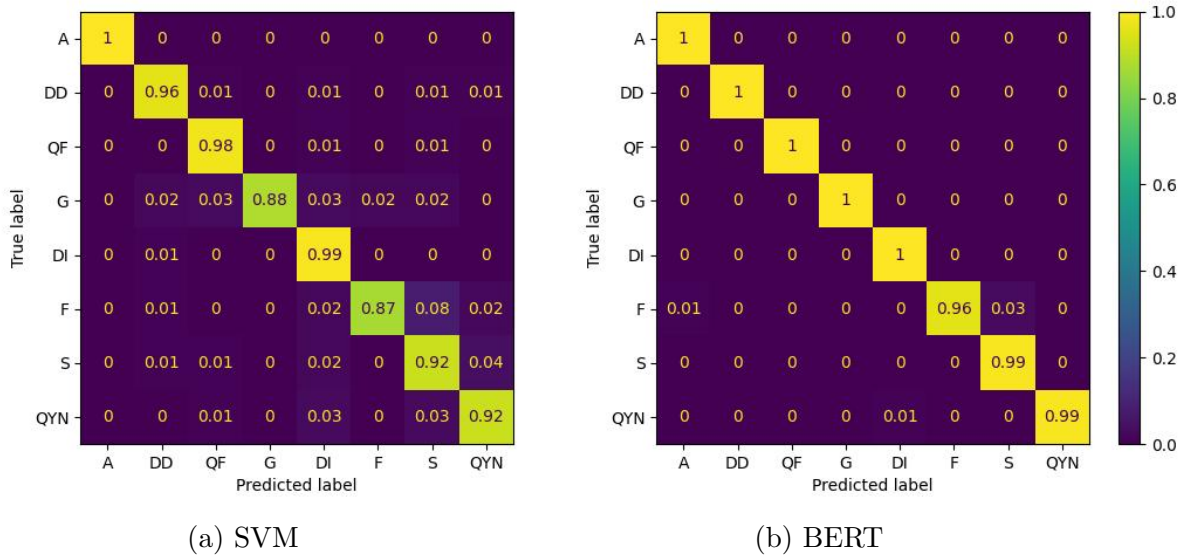 A 1 0 0 0 0 0 0 0
DD 0 0.96 0.01 0 0.01 0 0.01 0.01
QF 0 0 0.98 0 0.01 0 0.01 0
G 0 0.02 0.03 0.88 0.03 0.02 0.02 0
DI 0 0.01 0 0 0.99 0 0 0
F 0 0.01 0 0 0.02 0.87 0.08 0.02
S 0 0.01 0.01 0 0.02 0 0.92 0.04
QYN 0 0 0.01 0 0.03 0 0.03 0.92
True label
A DD QF G DI F S QYN
Predicted label
(a) SVM
A 1 0 0 0 0 0 0 0
DD 0 1 0 0 0 0 0 0
QF 0 0 1 0 0 0 0 0
G 0 0 0 1 0 0 0 0
DI 0 0 0 0 1 0 0 0
F 0.01 0 0 0 0 0.96 0.03 0
S 0 0 0 0 0 0 0.99 0
QYN 0 0 0 0 0.01 0 0 0.99
True label
A DD QF G DI F S QYN
Predicted label
(b) BERT
1.0
0.8
0.6
0.4
0.2
0.0